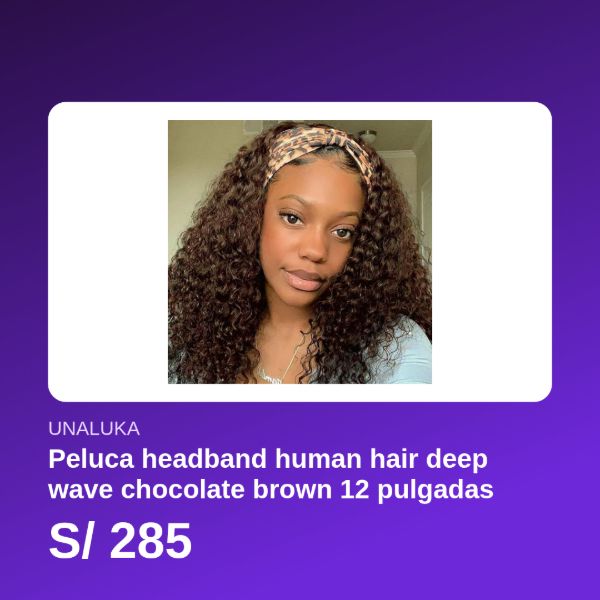 UNALUKA
Peluca headband human hair deep
wave chocolate brown 12 pulgadas
S/ 285